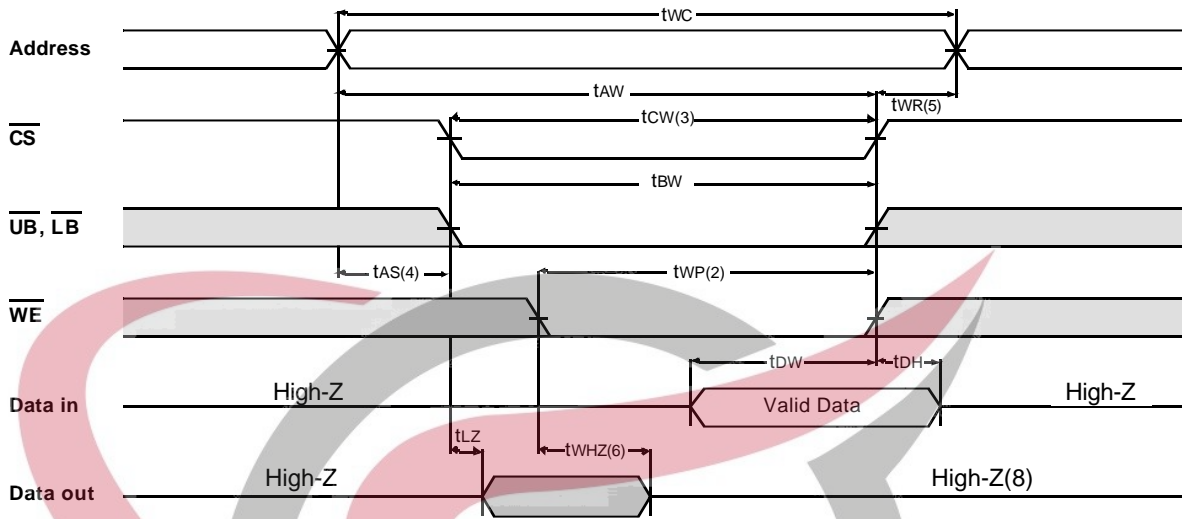 tWC
Address
tAW
tWR(5)
tCW(3)
CS
tBW
UB, LB
tAS(4)
tWP(2)
WE
tDW
tDH
High-Z
Valid Data
High-Z
Data in
tLZ
tWHZ(6)
High-Z
High-Z(8)
Data out